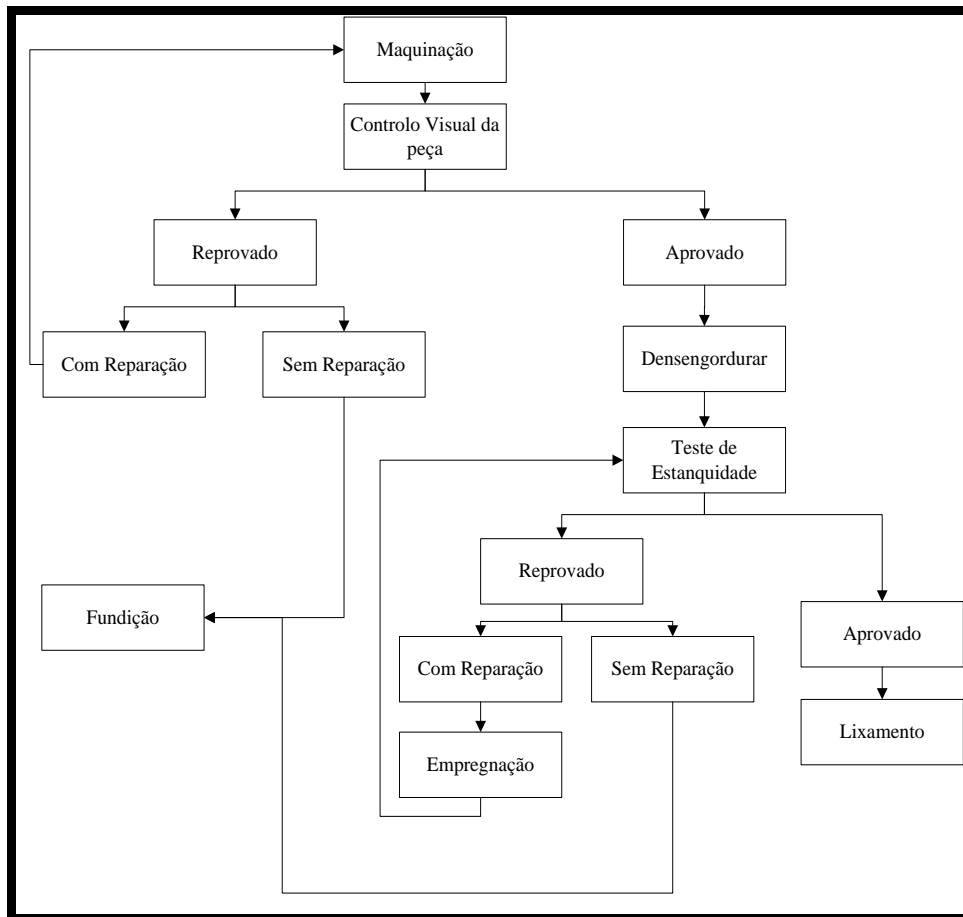 Maquinação
Controlo Visual da
peça
Reprovado
Aprovado
Com Reparação
Sem Reparação
Densengordurar
Teste de
Estanquidade
Reprovado
Fundição
Aprovado
Com Reparação
Sem Reparação
Lixamento
Empregnação